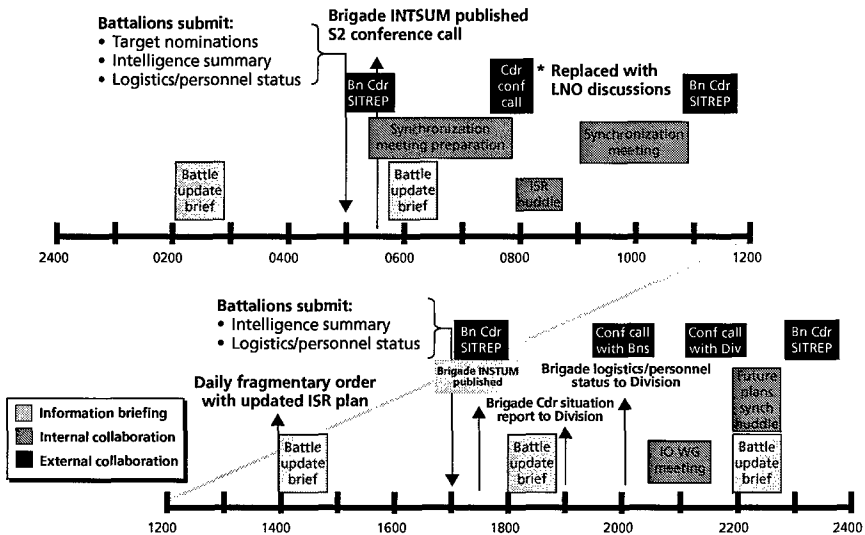 Battalions submit:
• Target nominations
• Intelligence summary
• Logistics/personnel status
Brigade INTSUM published
S2 conference call
Bn Cdr
SITREP
Cdr
conf
call
* Replaced with
LNO discussions
Bn Cdr
SITREP
Synchronization
meeting preparation
Synchronization
meeting
Battle
update
brief
Battle
update
brief
ISR
huddle
2400
0200
0400
0600
0800
1000
1200
Battalions submit:
• Intelligence summary
• Logistics/personnel status
Bn Cdr
SITREP
Conf call
with Bns
Conf call
with Div
Bn Cdr
SITREP
Brigade INSTUM
published
Brigade logistics/personnel
status to Division
Daily fragmentary order
with updated ISR plan
Brigade Cdr situation
report to Division
Future
plans
synch
huddle
Information briefing
Internal collaboration
External collaboration
Battle
update
brief
Battle
update
brief
IO WG
meeting
Battle
update
brief
1200
1400
1600
1800
2000
2200
2400